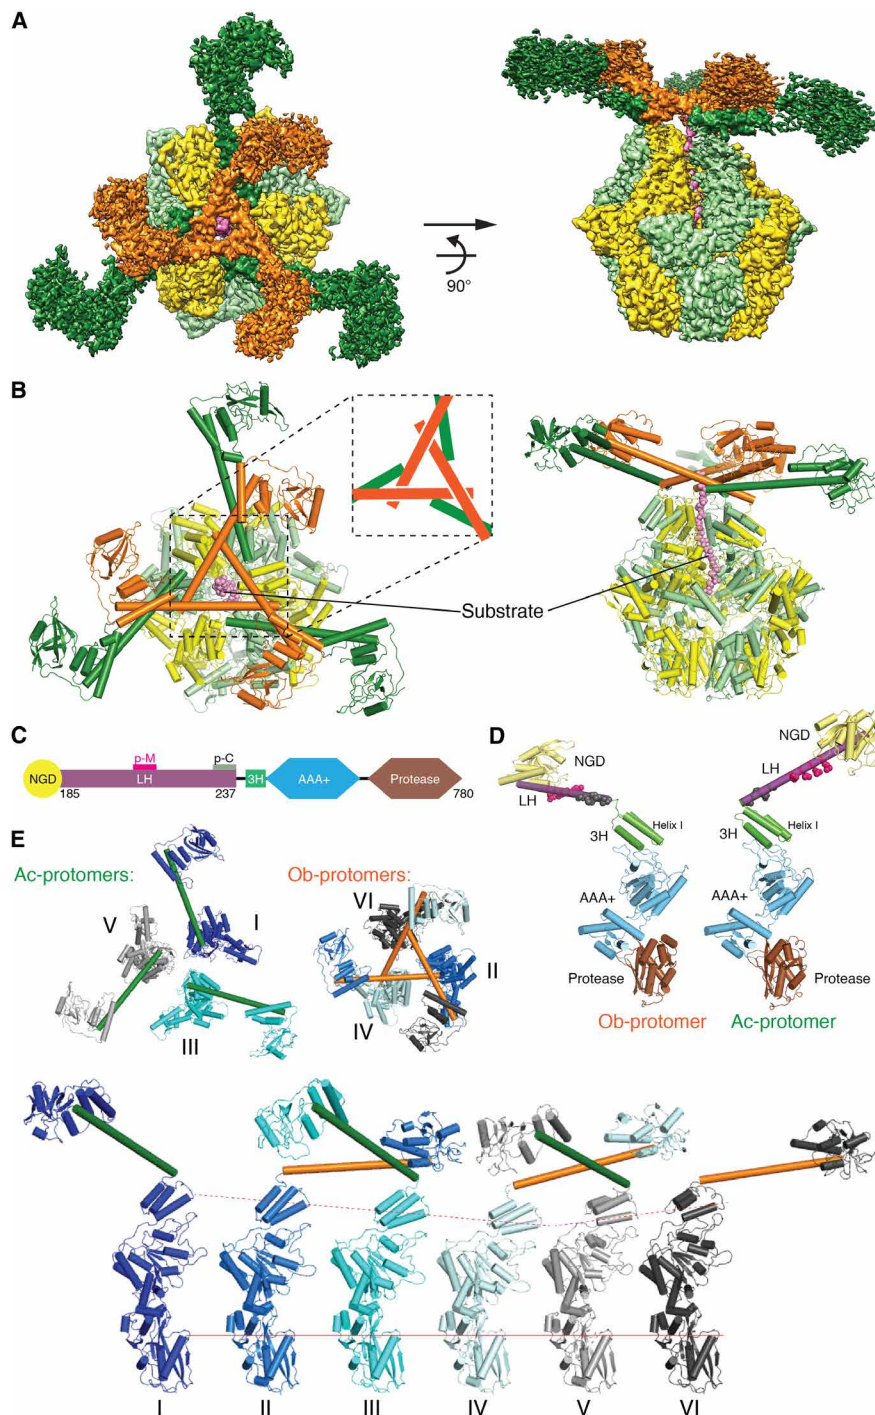 A
90°
B
Substrate
C
p-M
p-C
NGD
LH
3H
AAA+
Protease
185
237
780
D
NGD
NGD
LH
LH
3H
Helix I
3H
Helix I
AAA+
AAA+
Protease
Protease
Ob-protomer
Ac-protomer
E
Ac-protomers:
Ob-protomers:
V
I
III
VI
II
IV
I
II
III
IV
V
VI